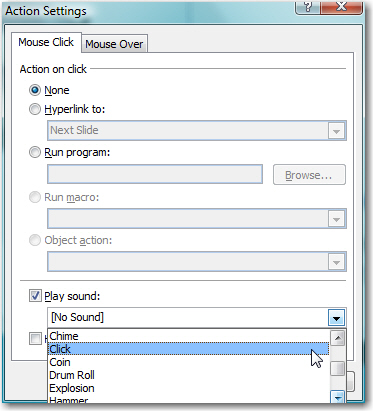 Action Settings
Mouse Click
Mouse Over
Action on click
None
Hyperlink to:
Next Slide
Run program:
Browse...
Run macro:
Object action:
Play sound:
[No Sound]
Chime
Click
Coin
Drum Roll
Explosion
Hammer